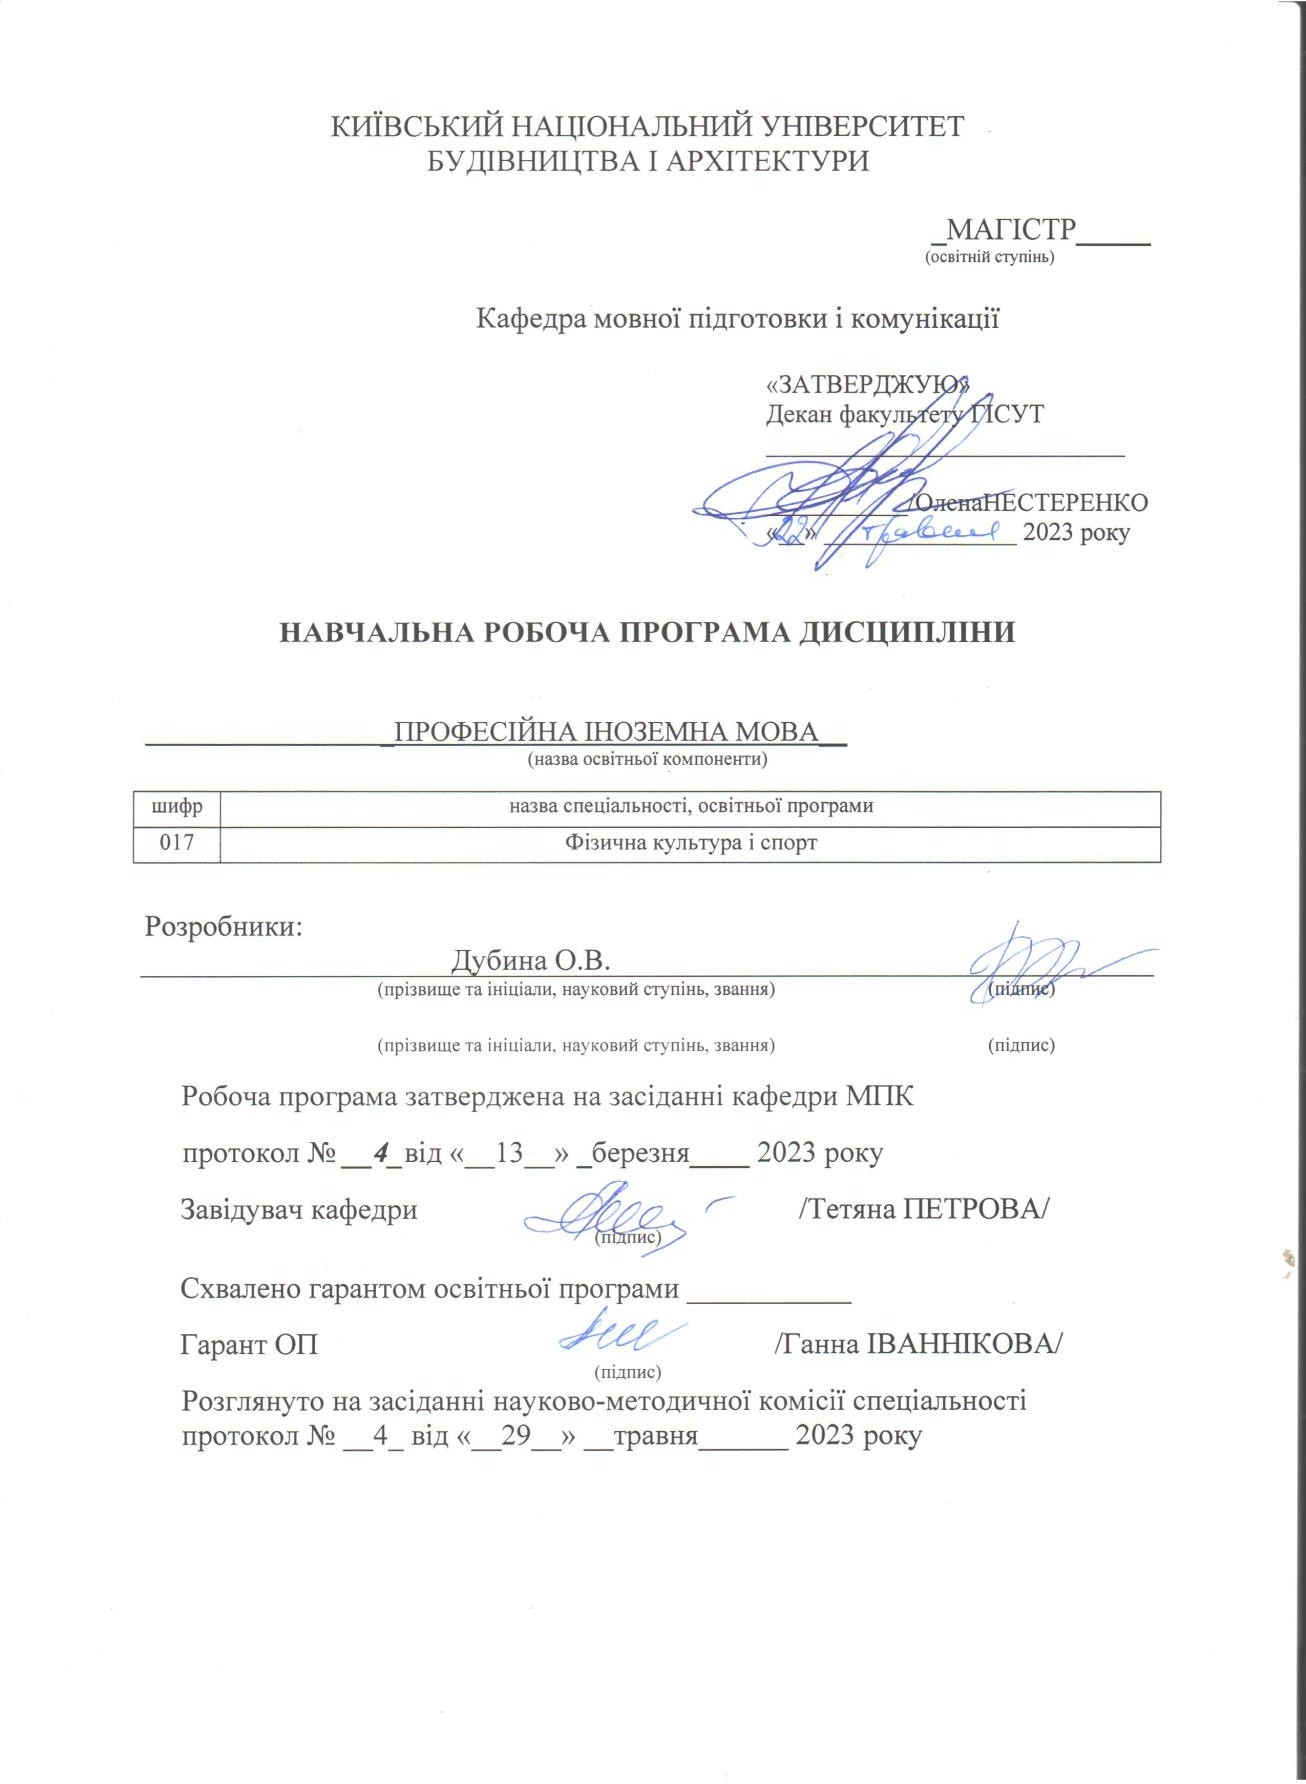 КИЇВСЬКИЙ НАЦІОНАЛЬНИЙ УНІВЕРСИТЕТ
БУДІВНИЦТВА І АРХІТЕКТУРИ
_МАГІСТР_____
(освітній ступінь)
Кафедра мовної підготовки і комунікації
«ЗАТВЕРДЖУЮ»
Декан факультету ГІСУТ
/ОленаНЕСТЕРЕНКО
«22» травня 2023 року
НАВЧАЛЬНА РОБОЧА ПРОГРАМА ДИСЦИПЛІНИ
ПРОФЕСІЙНА ІНОЗЕМНА МОВА
(назва освітньої компоненти)
шифр назва спеціальності, освітньої програми
017 Фізична культура і спорт
Розробники:
Дубина О.В.
(прізвище та ініціали, науковий ступінь, звання) (підпис)
(прізвище та ініціали, науковий ступінь, звання) (підпис)
Робоча програма затверджена на засіданні кафедри МПК
протокол № __4_від «__13__» _березня____ 2023 року
Завідувач кафедри /Тетяна ПЕТРОВА/
(підпис)
Схвалено гарантом освітньої програми ___________
Гарант ОП /Ганна ІВАННІКОВА/
(підпис)
Розглянуто на засіданні науково-методичної комісії спеціальності
протокол № __4_ від «__29__» __травня______ 2023 року